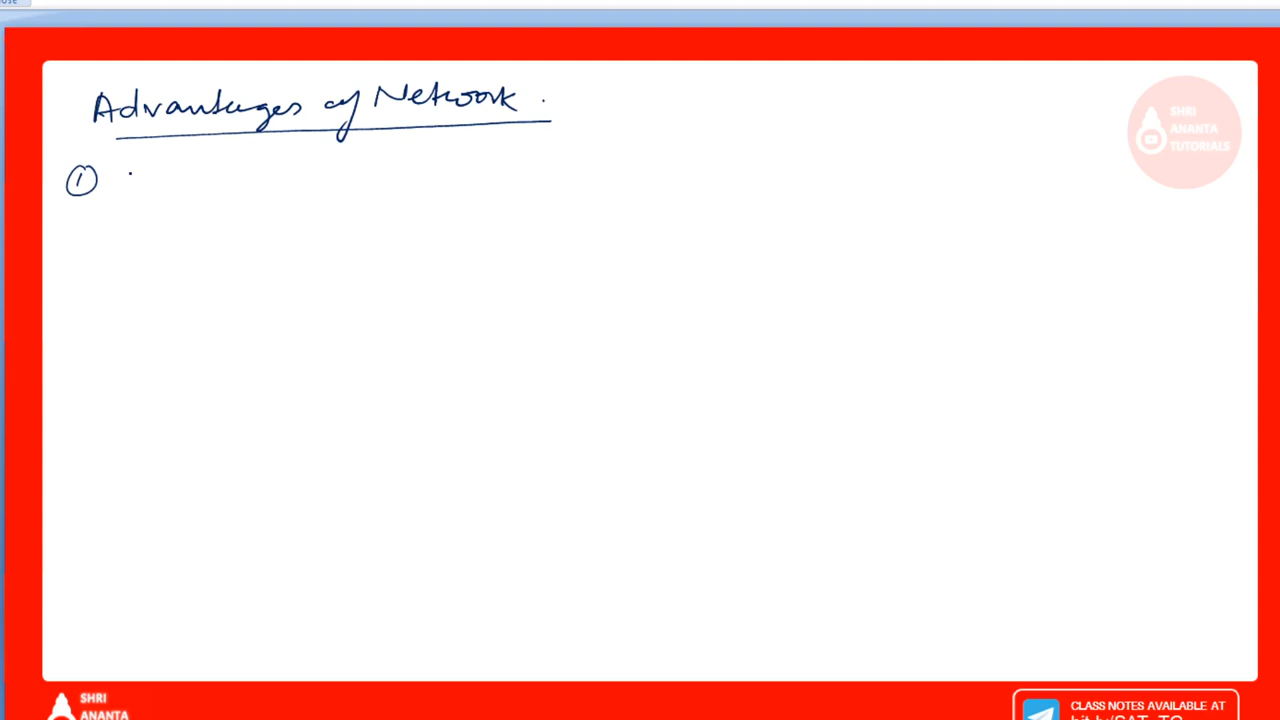 Advantages of Network.
①
SHRI
ANANTA
TUTORIALS
SHRI
ANANTA
CLASS NOTES AVAILABLE AT